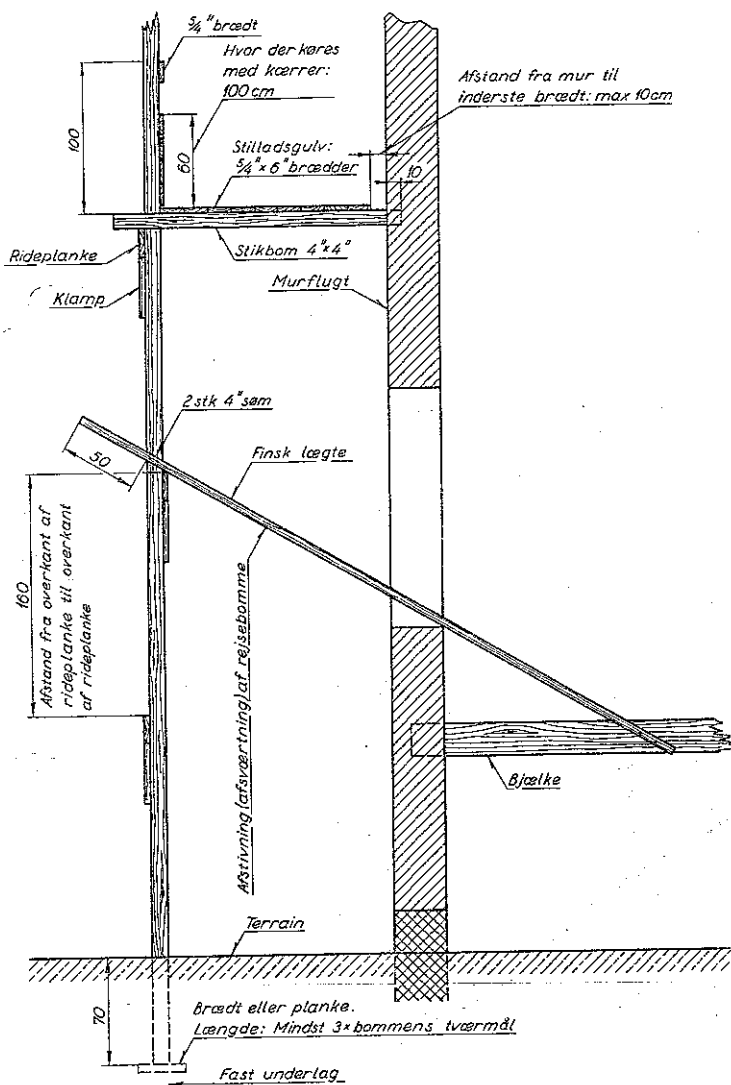 5/4" brædt
Hvor der køres
med kærrer:
100 cm
Afstand fra mur til
inderste brædt: max 10cm
100
60
Stilladsgulv:
5/4" × 6" brædder
10
Rideplanke
Stikbom 4"×4"
Klamp
Murflugt
2 stk 4" søm
50
Finsk lægte
160
Afstand fra overkant af
rideplanke til overkant
af rideplanke
Afstivning (afsværtning) af rejsebomme
Bjælke
Terrain
70
Brædt eller planke.
Længde: Mindst 3×bommens tværmål
Fast underlag